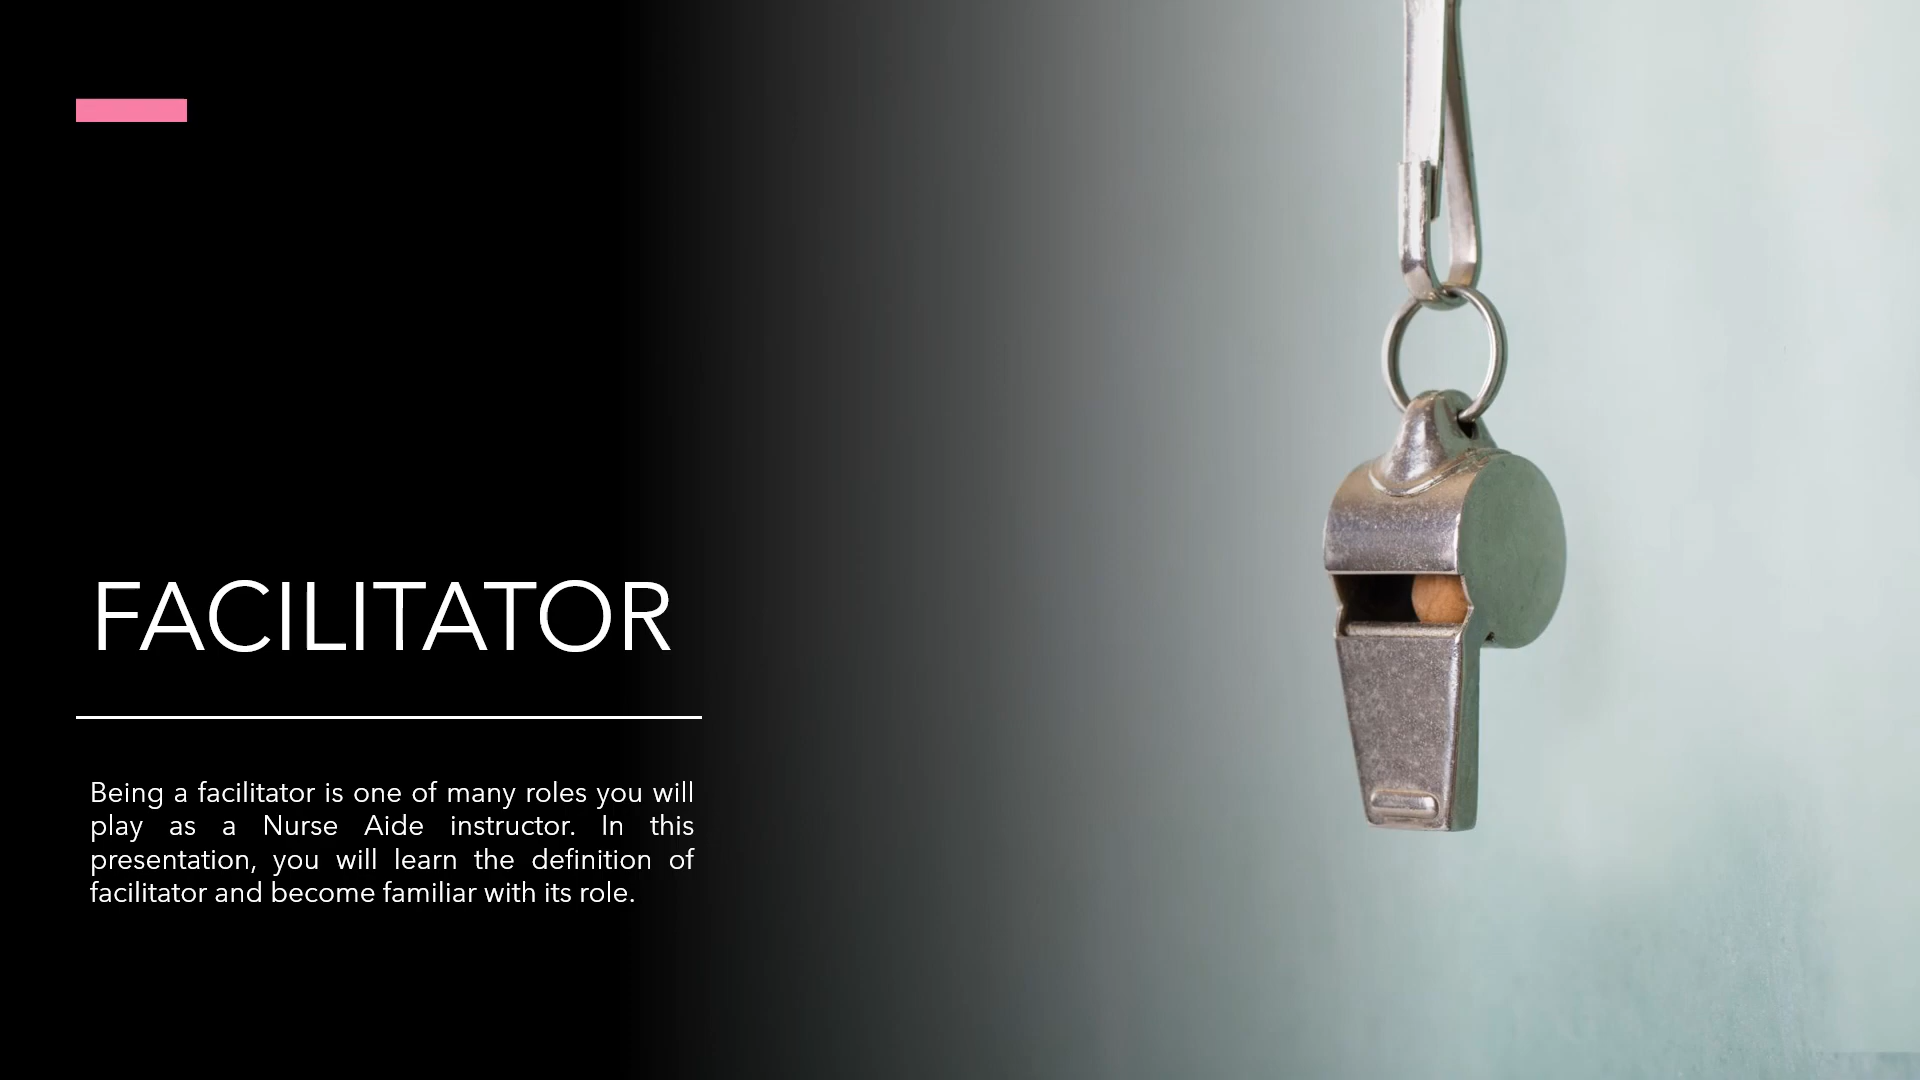 FACILITATOR
Being a facilitator is one of many roles you will
play as a Nurse Aide instructor. In this
presentation, you will learn the definition of
facilitator and become familiar with its role.